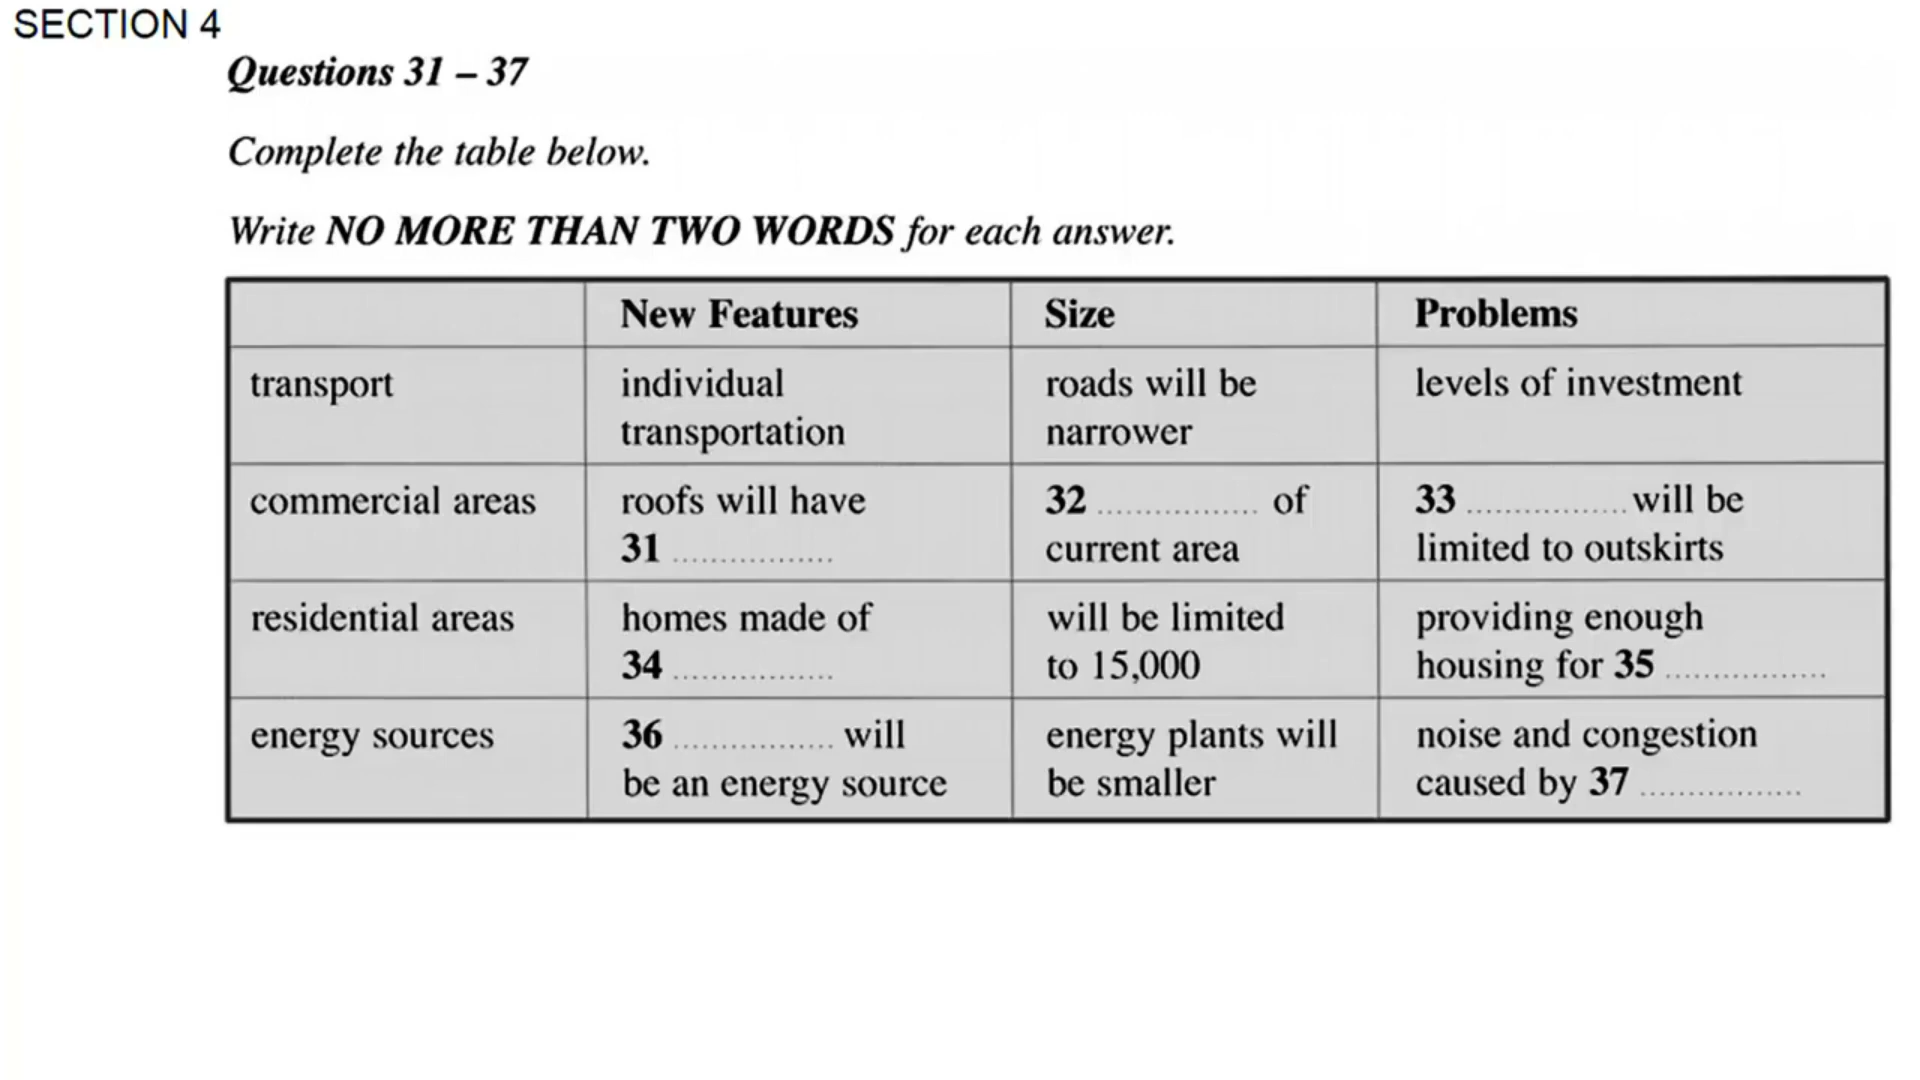 SECTION 4
Questions 31 – 37
Complete the table below.
Write NO MORE THAN TWO WORDS for each answer.
New Features Size Problems
transport individual transportation roads will be narrower levels of investment
commercial areas roofs will have 31 ................ 32 ................ of current area 33 ................ will be limited to outskirts
residential areas homes made of 34 ................ will be limited to 15,000 providing enough housing for 35 ................
energy sources 36 ................ will be an energy source energy plants will be smaller noise and congestion caused by 37 ................